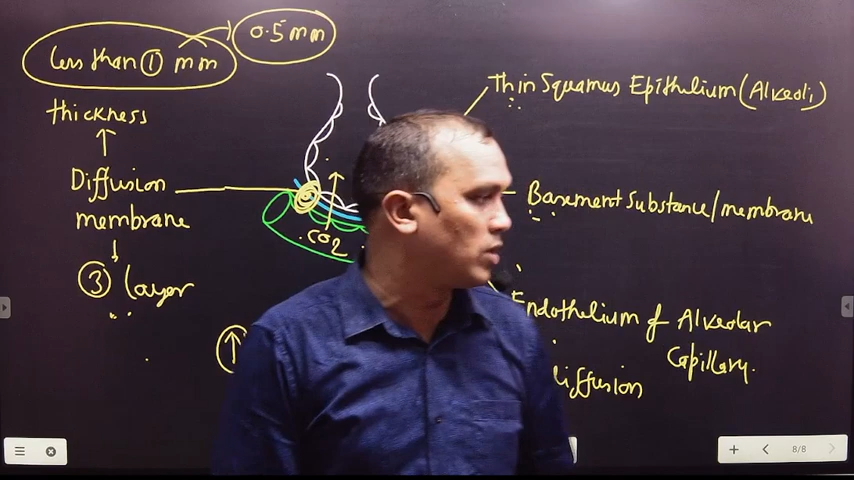 less than ① mm
0.5 mm
thickness
↑
Diffusion
membrane
↓
③ layer
CO2
↑
Thin Squamus Epithelium (Alveoli)
Basement Substance/membrane
Endothelium of Alveolar
Capillary.
diffusion
8/8